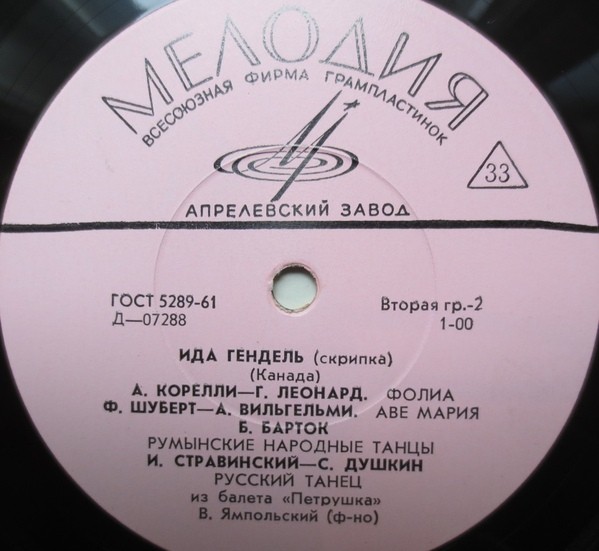 МЕЛОДИЯ
ВСЕСОЮЗНАЯ ФИРМА ГРАМПЛАСТИНОК
33
АПРЕЛЕВСКИЙ ЗАВОД
ГОСТ 5289-61
Д—07288
Вторая гр.-2
1-00
ИДА ГЕНДЕЛЬ (скрипка)
(Канада)
А. КОРЕЛЛИ—Г. ЛЕОНАРД. ФОЛИА
Ф. ШУБЕРТ—А. ВИЛЬГЕЛЬМИ. АВЕ МАРИЯ
Б. БАРТОК
РУМЫНСКИЕ НАРОДНЫЕ ТАНЦЫ
И. СТРАВИНСКИЙ—С. ДУШКИН
РУССКИЙ ТАНЕЦ
из балета «Петрушка»
В. Ямпольский (ф-но)